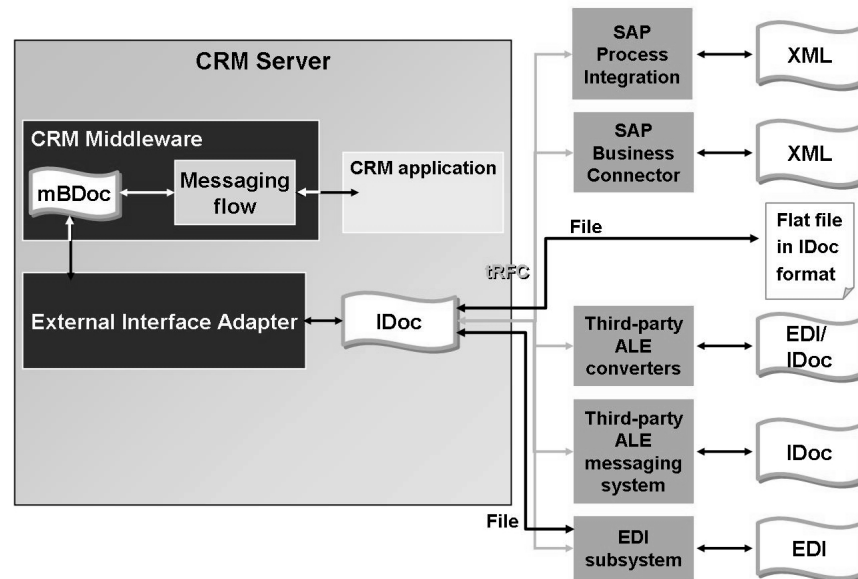 CRM Server
CRM Middleware
mBDoc
Messaging
flow
CRM application
External Interface Adapter
IDoc
tRFC
File
File
SAP
Process
Integration
XML
SAP
Business
Connector
XML
Flat file
in IDoc
format
Third-party
ALE
converters
EDI/
IDoc
Third-party
ALE
messaging
system
IDoc
EDI
subsystem
EDI